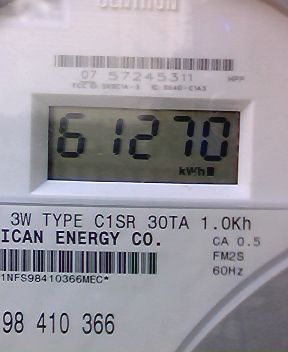 07 57245311 MPP
61270
kWh
3W TYPE C1SR 30TA 1.0Kh
ICAN ENERGY CO. CA 0.5
FM2S
1NFS98410366MEC* 60Hz
98 410 366